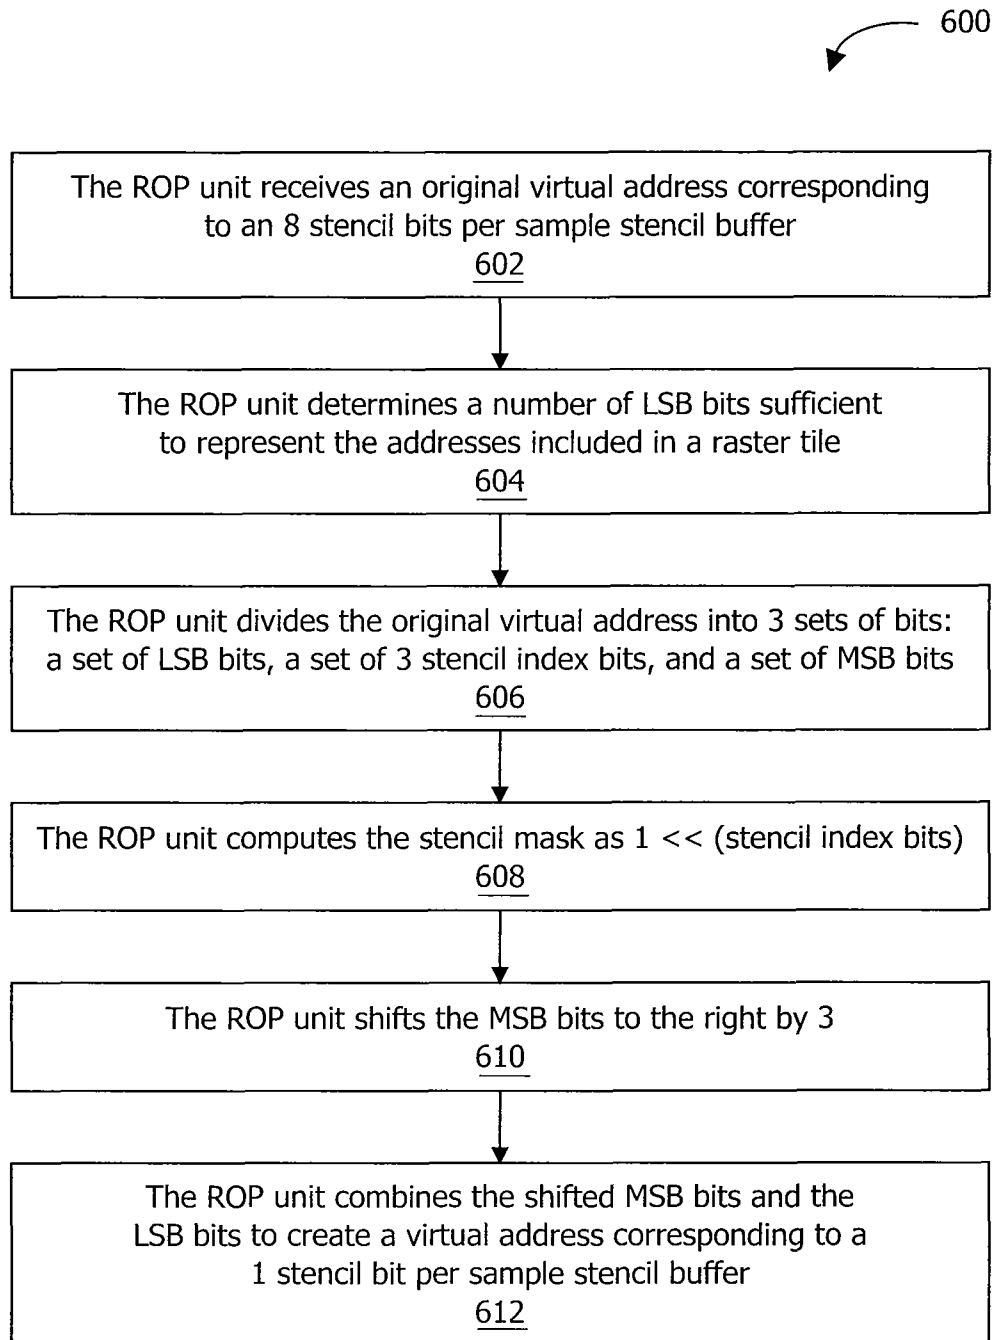 600
The ROP unit receives an original virtual address corresponding
to an 8 stencil bits per sample stencil buffer
602
The ROP unit determines a number of LSB bits sufficient
to represent the addresses included in a raster tile
604
The ROP unit divides the original virtual address into 3 sets of bits:
a set of LSB bits, a set of 3 stencil index bits, and a set of MSB bits
606
The ROP unit computes the stencil mask as 1 << (stencil index bits)
608
The ROP unit shifts the MSB bits to the right by 3
610
The ROP unit combines the shifted MSB bits and the
LSB bits to create a virtual address corresponding to a
1 stencil bit per sample stencil buffer
612